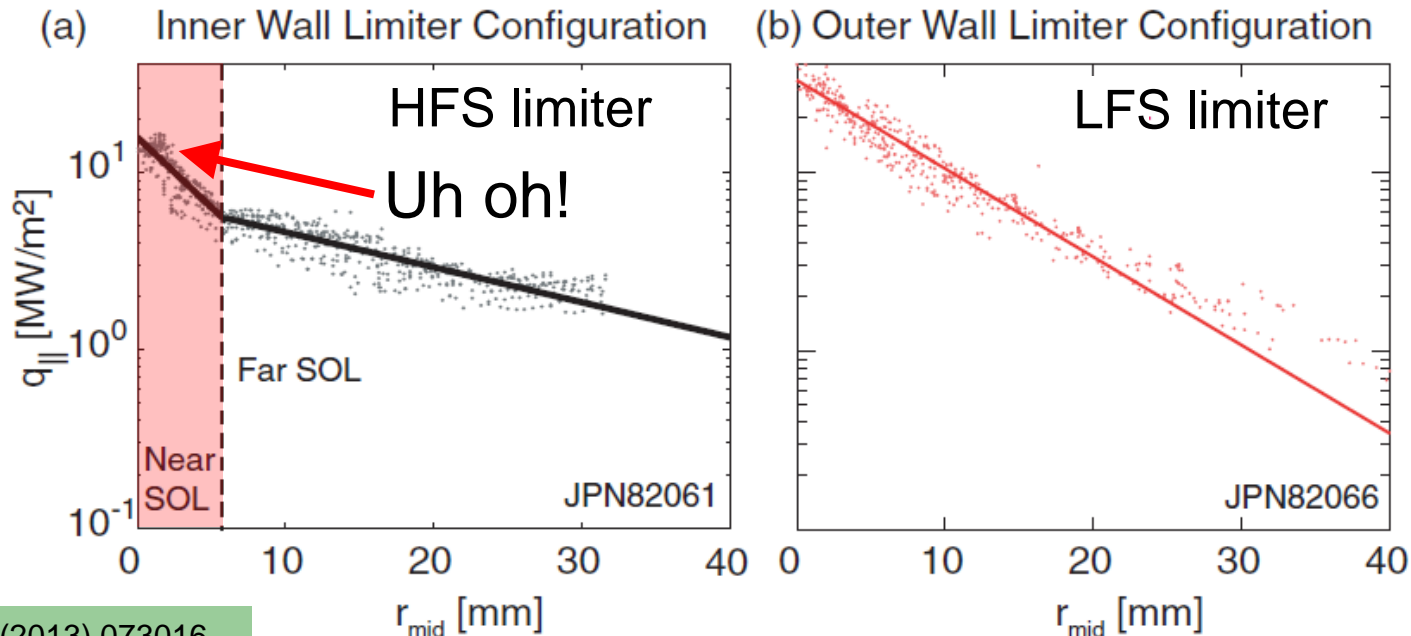 (a) Inner Wall Limiter Configuration
(b) Outer Wall Limiter Configuration
HFS limiter
LFS limiter
Uh oh!
q|| [MW/m²]
10¹
10⁰
10⁻¹
Near
SOL
Far SOL
JPN82061
JPN82066
0 10 20 30 40
0 10 20 30 40
r_mid [mm]
r_mid [mm]
(2013) 073016